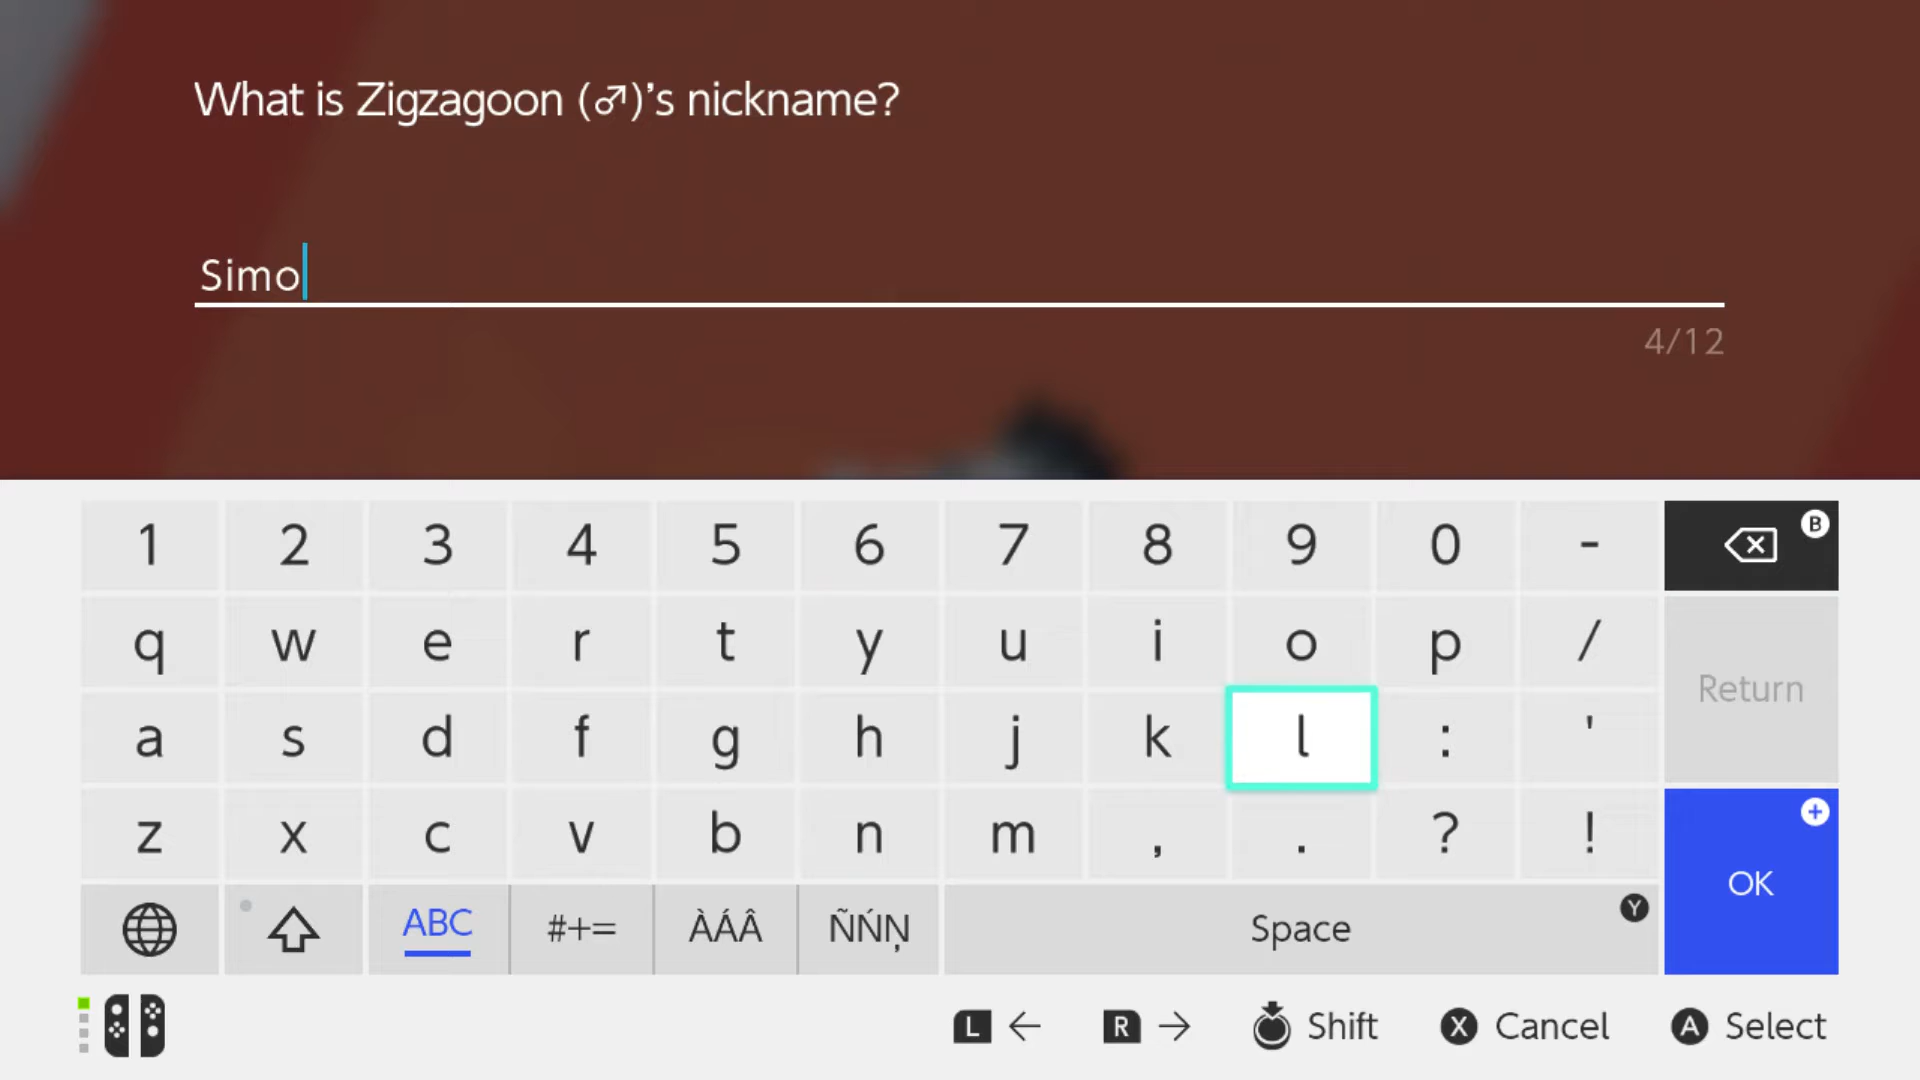 What is Zigzagoon (♂)'s nickname?
Simo
4/12
1 2 3 4 5 6 7 8 9 0 - B
q w e r t y u i o p /
Return
a s d f g h j k l : '
z x c v b n m , . ? ! +
OK
ABC #+= ÀÁÂ ÑŃŅ Space Y
L ← R → Shift X Cancel A Select